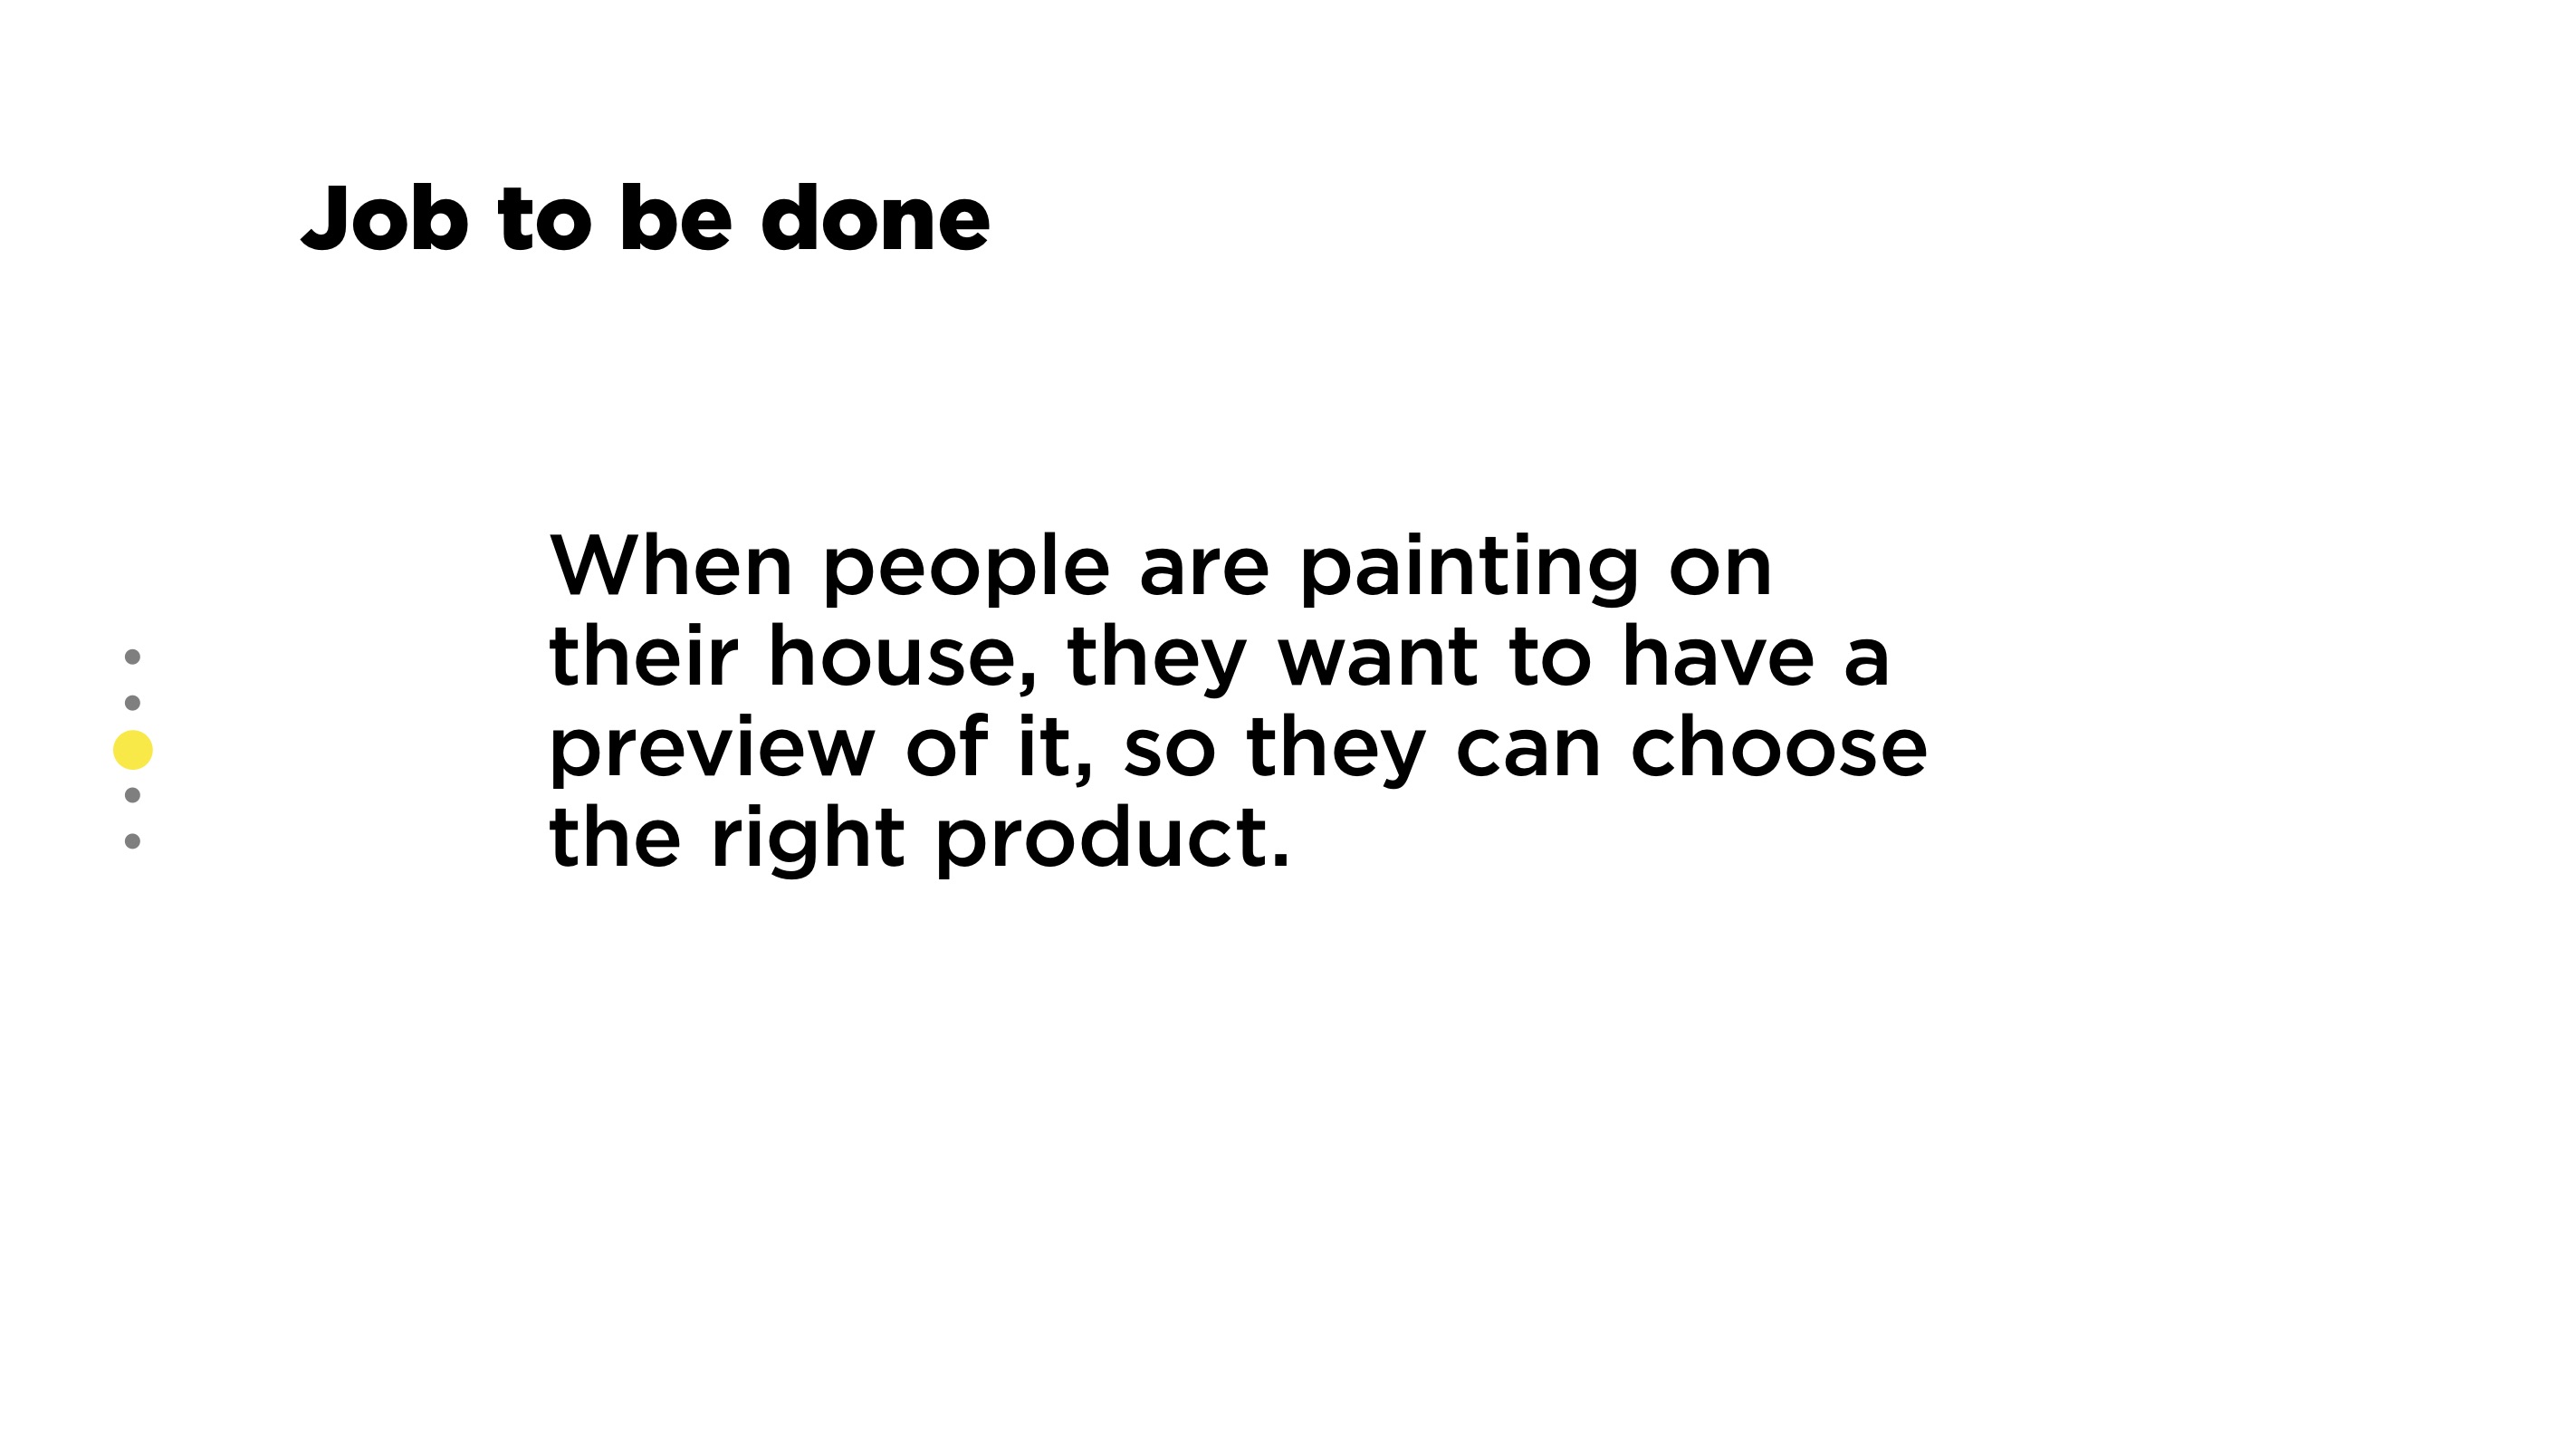 Job to be done
When people are painting on
their house, they want to have a
preview of it, so they can choose
the right product.